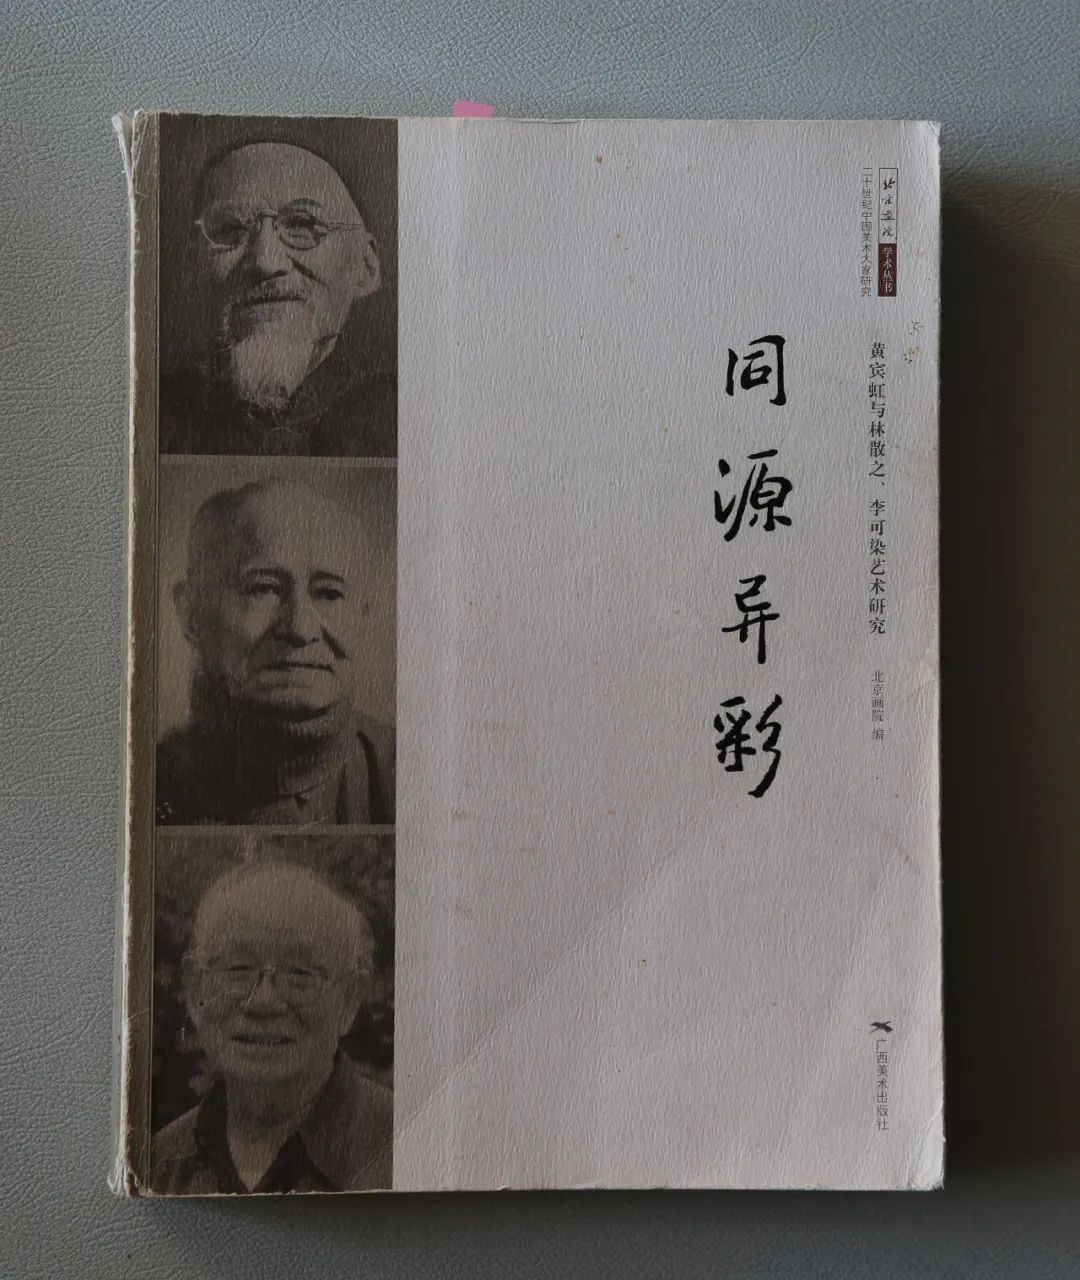 北京画院
学术丛书
二十世纪中国美术大家研究
黄宾虹与林散之、李可染艺术研究
北京画院 编
同源异彩
广西美术出版社